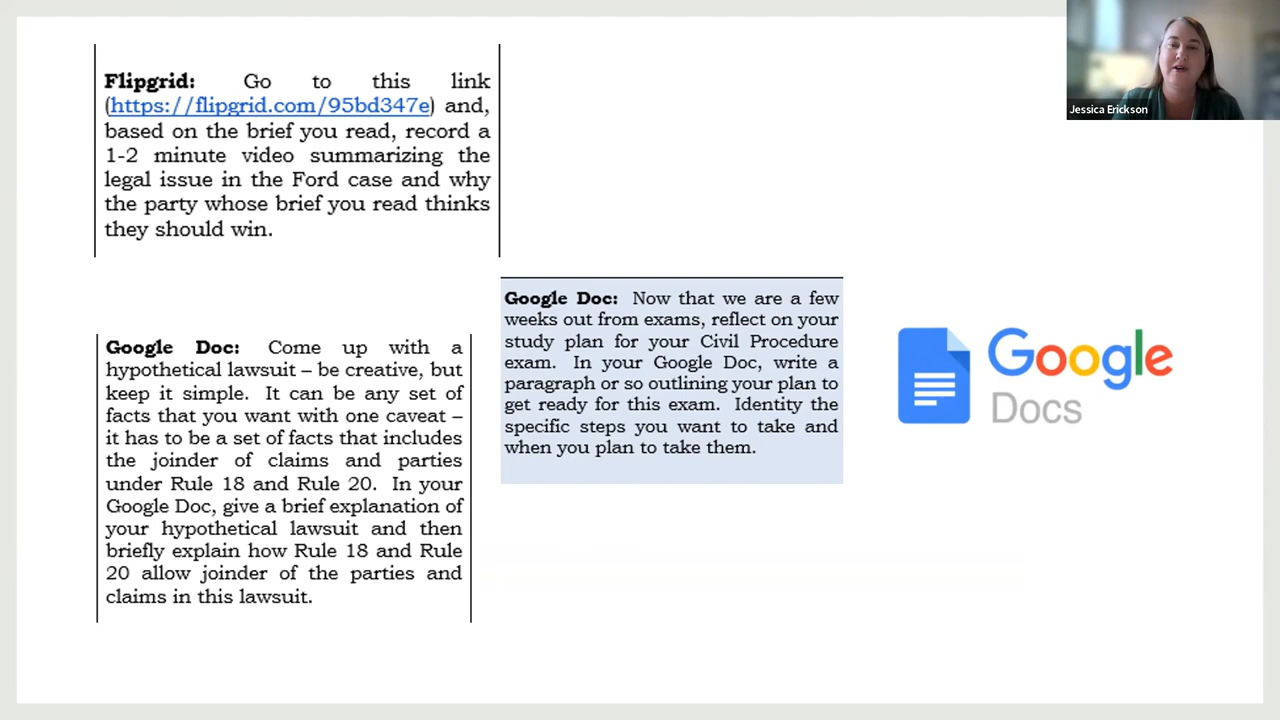 Flipgrid: Go to this link
(https://flipgrid.com/95bd347e) and,
based on the brief you read, record a
1-2 minute video summarizing the
legal issue in the Ford case and why
the party whose brief you read thinks
they should win.
Google Doc: Come up with a
hypothetical lawsuit – be creative, but
keep it simple. It can be any set of
facts that you want with one caveat –
it has to be a set of facts that includes
the joinder of claims and parties
under Rule 18 and Rule 20. In your
Google Doc, give a brief explanation of
your hypothetical lawsuit and then
briefly explain how Rule 18 and Rule
20 allow joinder of the parties and
claims in this lawsuit.
Google Doc: Now that we are a few
weeks out from exams, reflect on your
study plan for your Civil Procedure
exam. In your Google Doc, write a
paragraph or so outlining your plan to
get ready for this exam. Identity the
specific steps you want to take and
when you plan to take them.
Google
Docs
Jessica Erickson